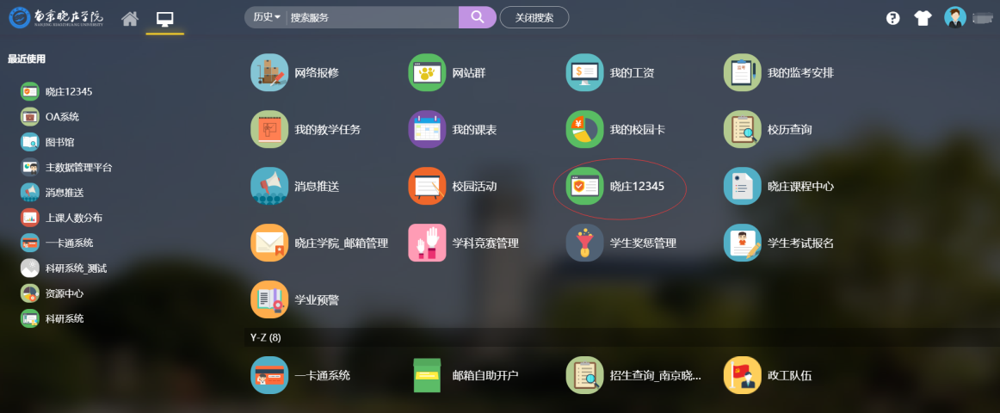 南京晓庄学院
NANJING XIAOZHUANG UNIVERSITY
历史 搜索服务 关闭搜索
最近使用
晓庄12345
OA系统
图书馆
主数据管理平台
消息推送
上课人数分布
一卡通系统
科研系统_测试
资源中心
科研系统
网络报修 网站群 我的工资 我的监考安排
我的教学任务 我的课表 我的校园卡 校历查询
消息推送 校园活动 晓庄12345 晓庄课程中心
晓庄学院_邮箱管理 学科竞赛管理 学生奖惩管理 学生考试报名
学业预警
Y-Z (8)
一卡通系统 邮箱自助开户 招生查询_南京晓... 政工队伍